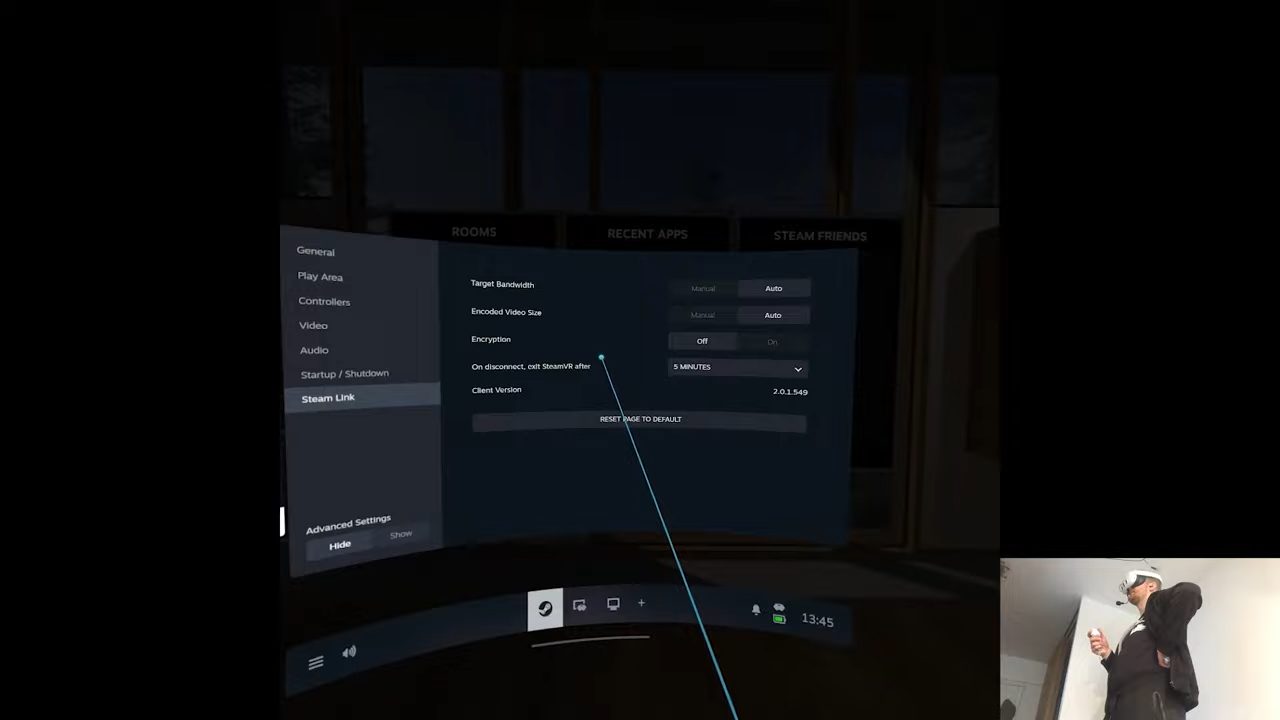 ROOMS
RECENT APPS
STEAM FRIENDS
General
Play Area
Controllers
Video
Audio
Startup / Shutdown
Steam Link
Advanced Settings
Hide
Show
Target Bandwidth
Manual
Auto
Encoded Video Size
Manual
Auto
Encryption
Off
On
On disconnect, exit SteamVR after
5 MINUTES
Client Version
2.0.1.549
RESET PAGE TO DEFAULT
13:45